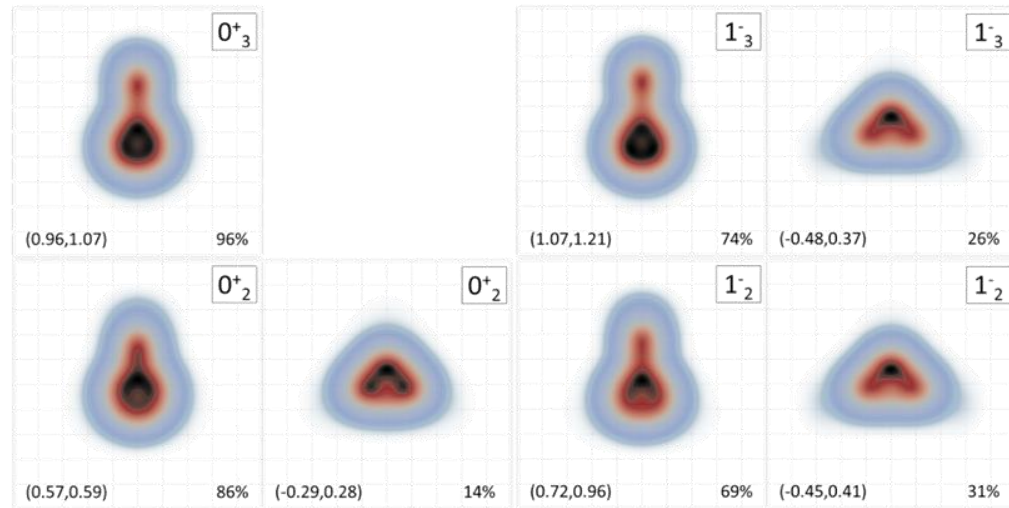 0⁺₃ 1⁻₃ 1⁻₃
(0.96,1.07) 96% (1.07,1.21) 74% (-0.48,0.37) 26%
0⁺₂ 0⁺₂ 1⁻₂ 1⁻₂
(0.57,0.59) 86% (-0.29,0.28) 14% (0.72,0.96) 69% (-0.45,0.41) 31%